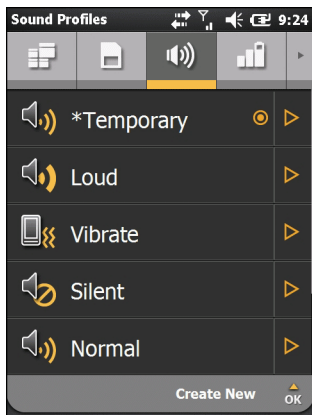 Sound Profiles 9:24
*Temporary
Loud
Vibrate
Silent
Normal
Create New OK